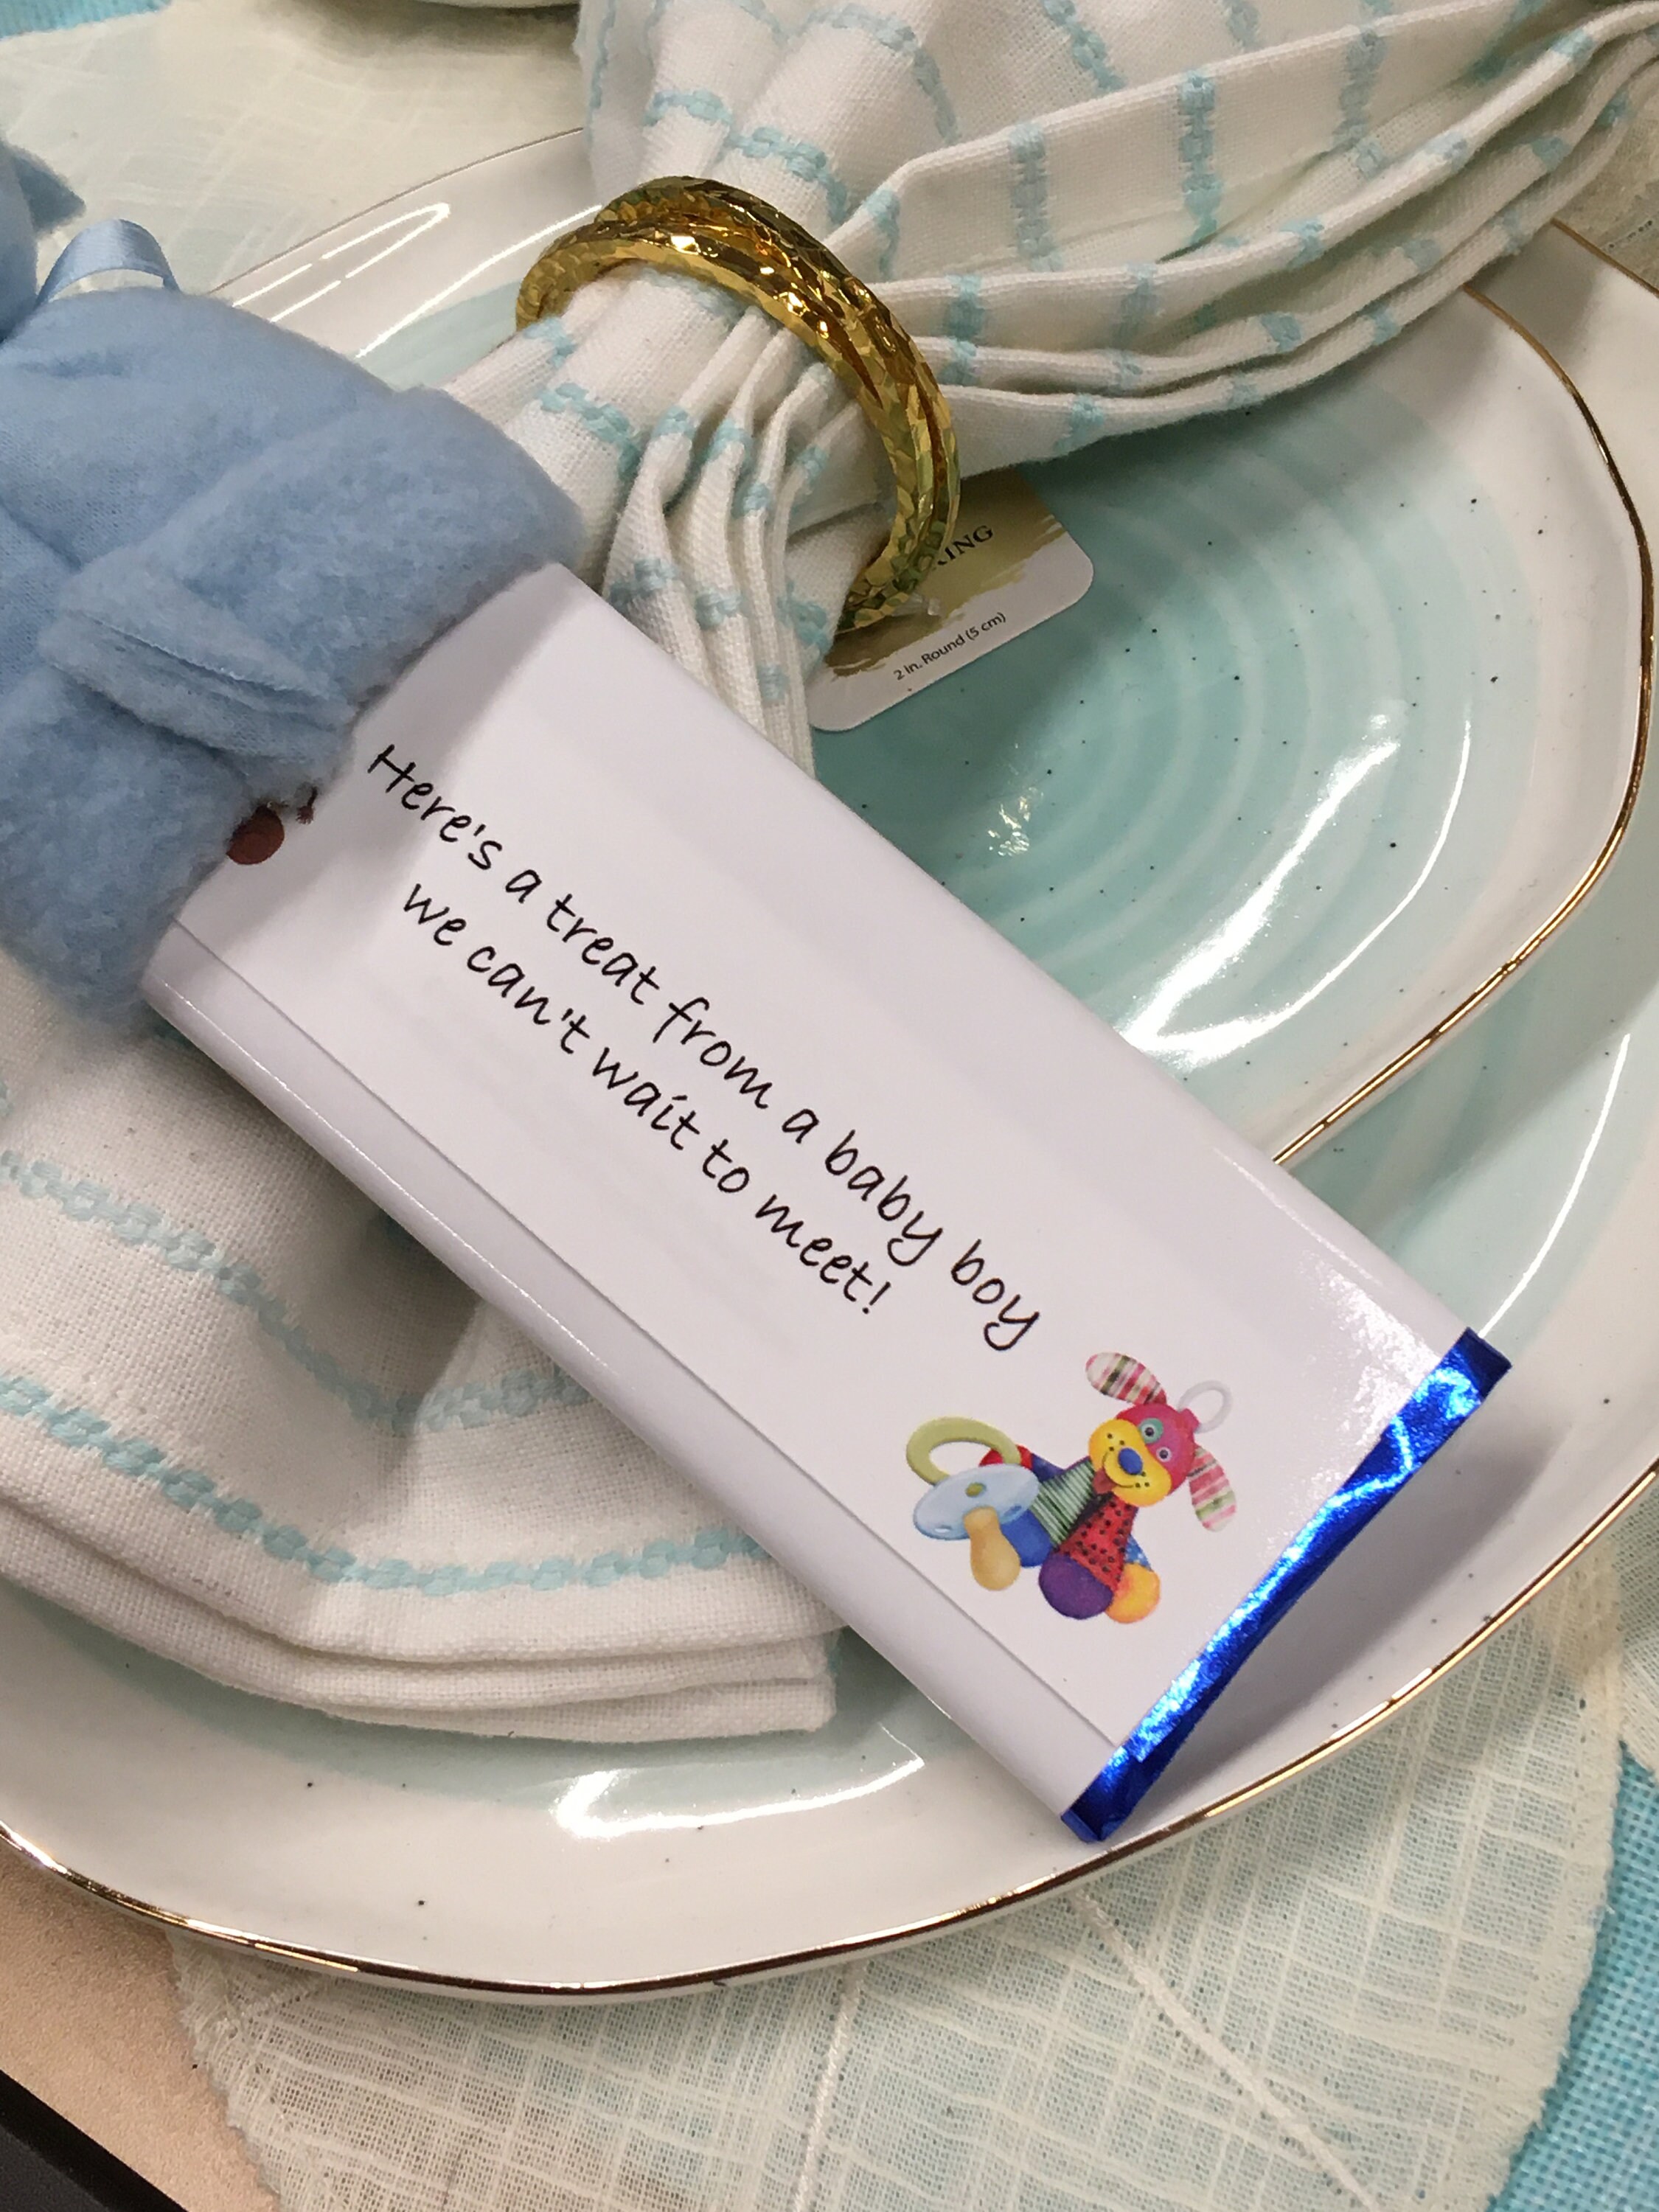 2 in. Round (5 cm)
Here's a treat from a baby boy
we can't wait to meet!